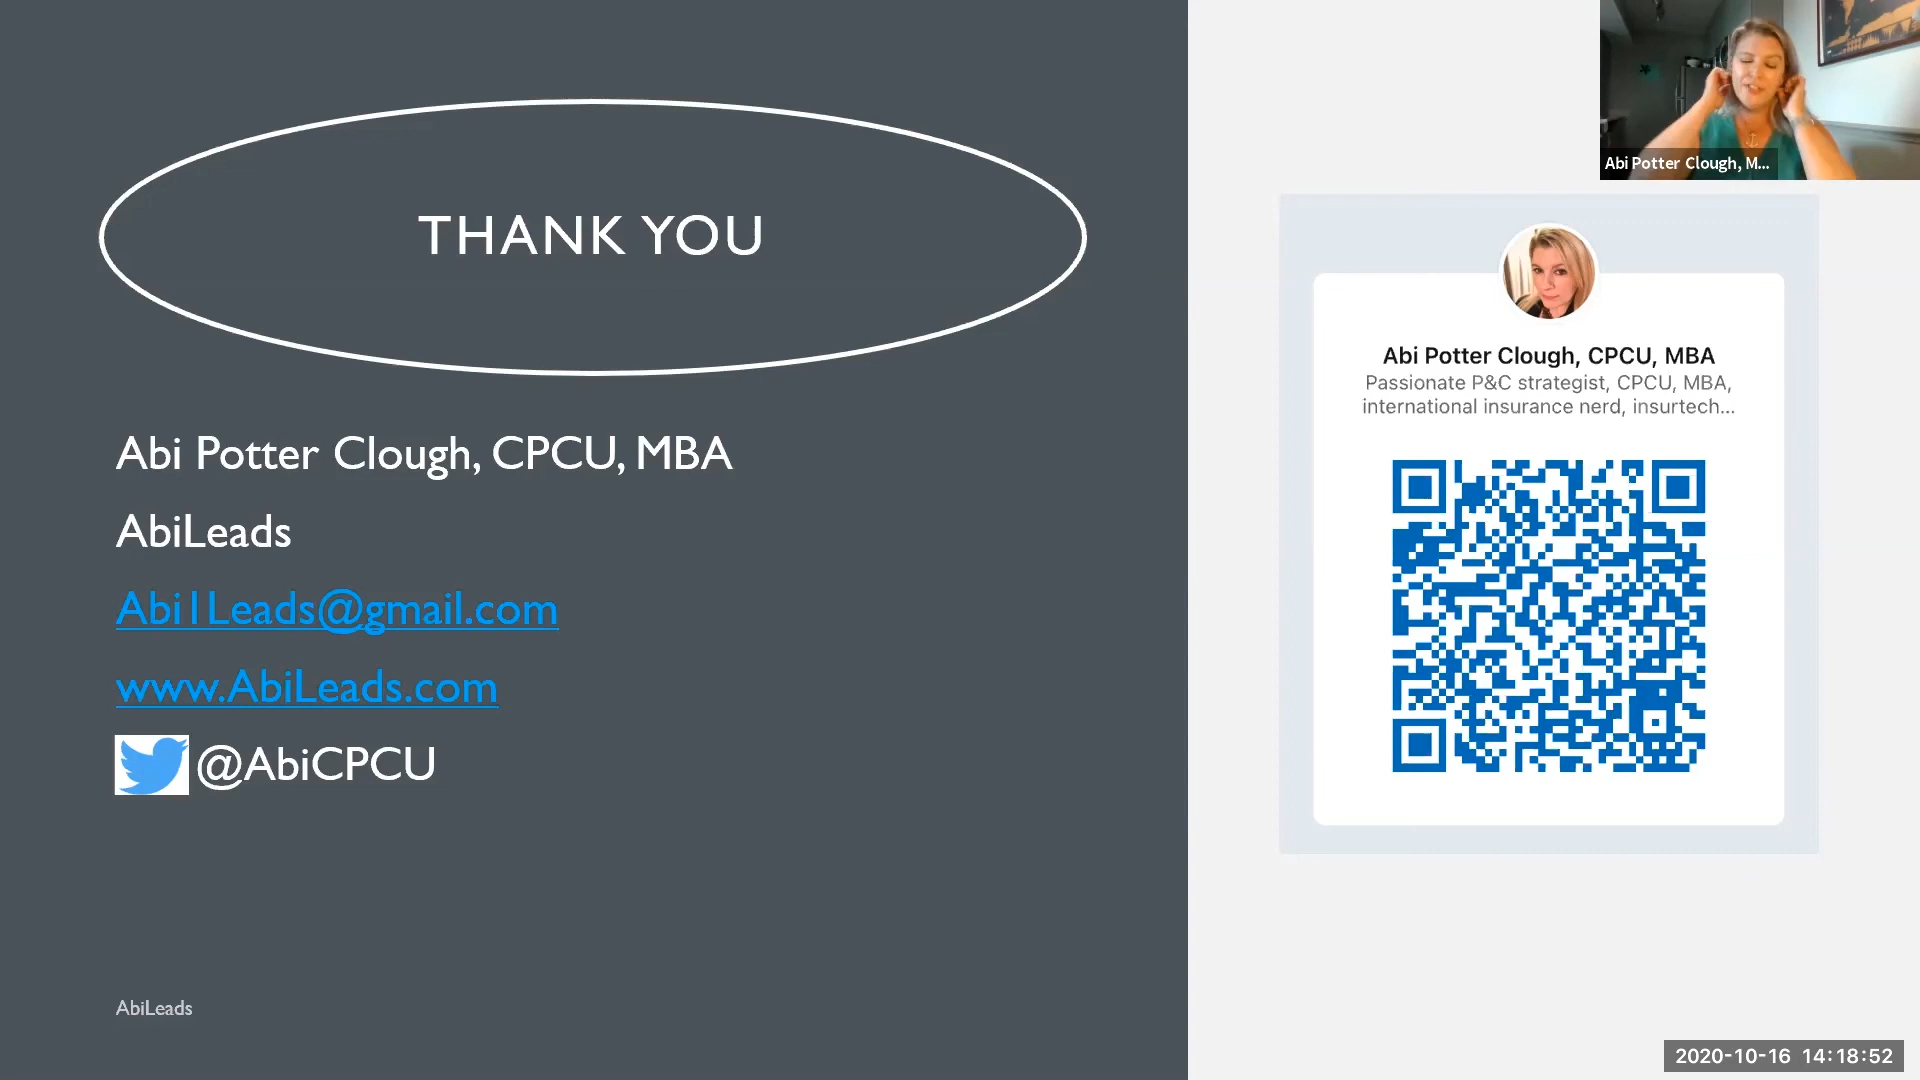 THANK YOU
Abi Potter Clough, CPCU, MBA
AbiLeads
Abi1Leads@gmail.com
www.AbiLeads.com
@AbiCPCU
AbiLeads
Abi Potter Clough, M...
Abi Potter Clough, CPCU, MBA
Passionate P&C strategist, CPCU, MBA,
international insurance nerd, insurtech...
2020-10-16 14:18:52